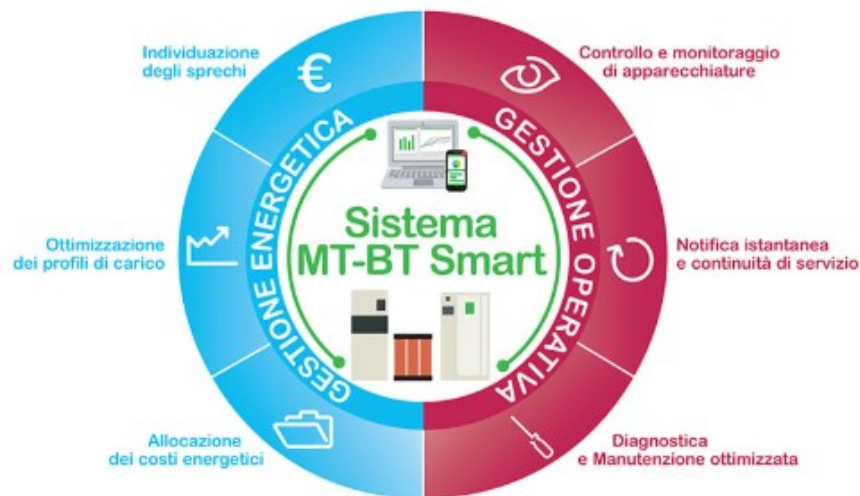 Individuazione
degli sprechi
€
Controllo e monitoraggio
di apparecchiature
GESTIONE ENERGETICA
GESTIONE OPERATIVA
Sistema
MT-BT Smart
Ottimizzazione
dei profili di carico
Notifica istantanea
e continuità di servizio
Allocazione
dei costi energetici
Diagnostica
e Manutenzione ottimizzata